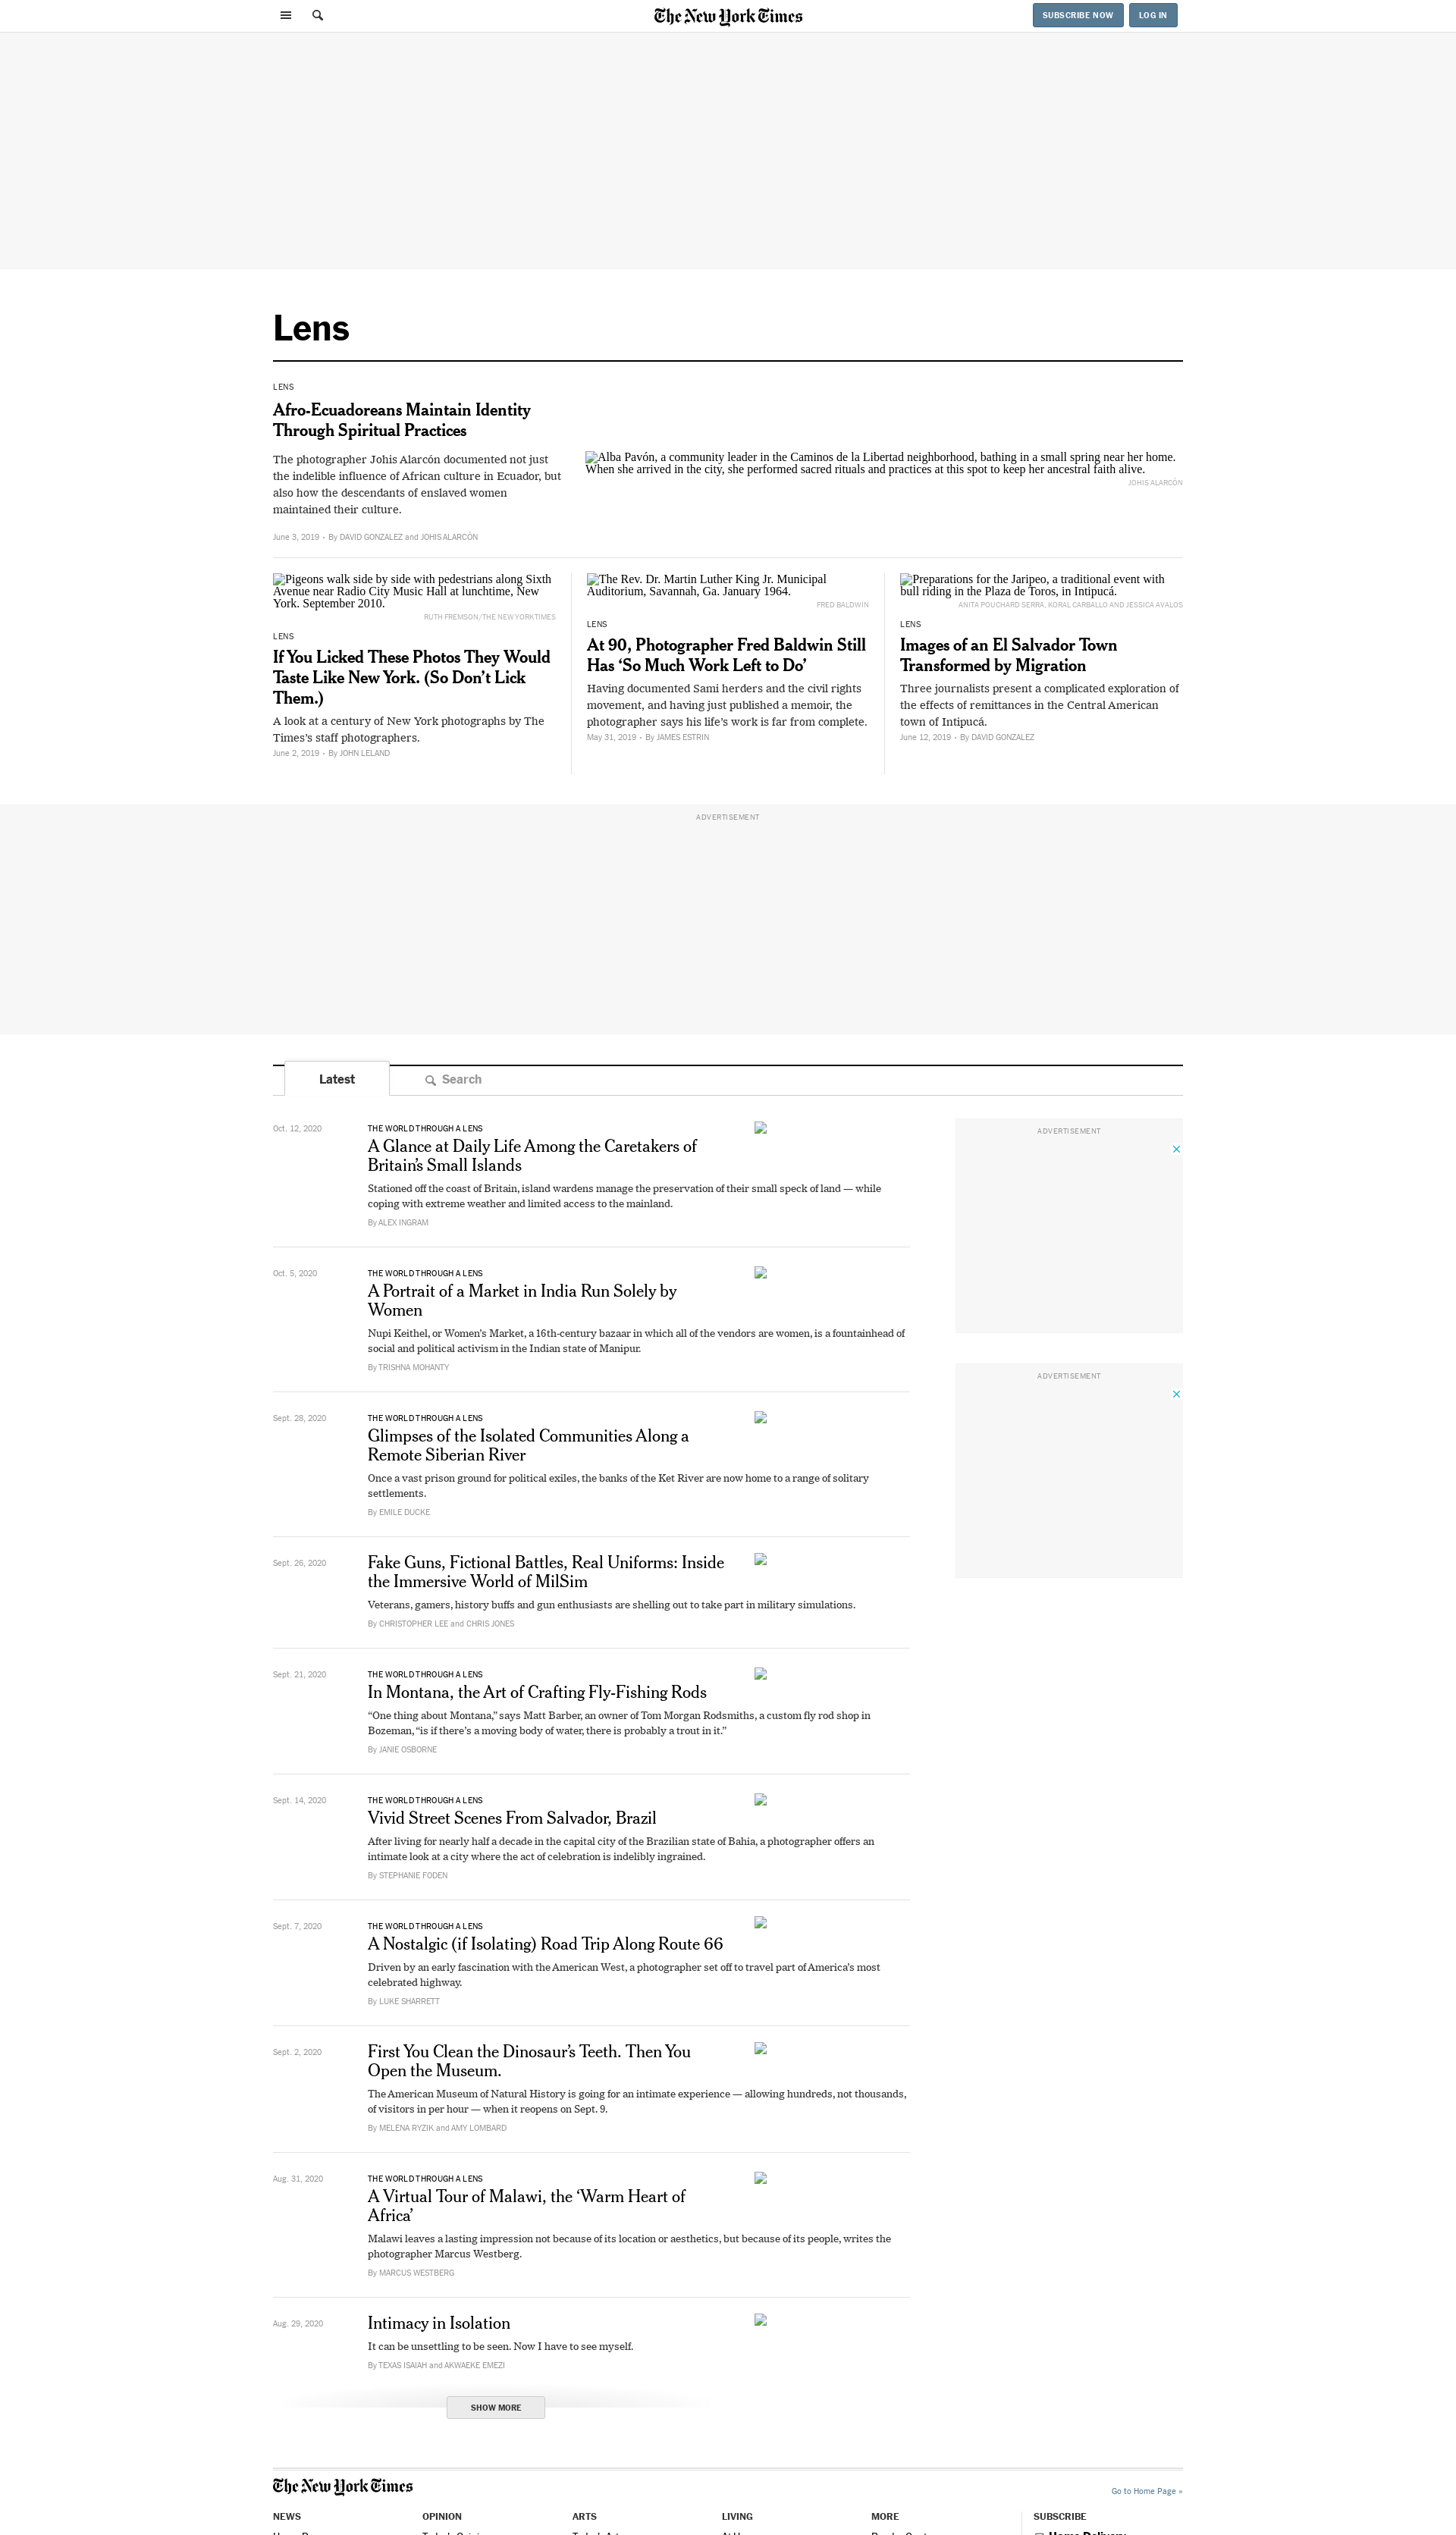 The New York Times
SUBSCRIBE NOW
LOG IN
Lens
LENS
Afro-Ecuadoreans Maintain Identity
Through Spiritual Practices
The photographer Johis Alarcón documented not just
the indelible influence of African culture in Ecuador, but
also how the descendants of enslaved women
maintained their culture.
June 3, 2019 • By DAVID GONZALEZ and JOHIS ALARCÓN
Alba Pavón, a community leader in the Caminos de la Libertad neighborhood, bathing in a small spring near her home.
When she arrived in the city, she performed sacred rituals and practices at this spot to keep her ancestral faith alive.
JOHIS ALARCÓN
Pigeons walk side by side with pedestrians along Sixth
Avenue near Radio City Music Hall at lunchtime, New
York. September 2010.
RUTH FREMSON/THE NEW YORK TIMES
LENS
If You Licked These Photos They Would
Taste Like New York. (So Don’t Lick
Them.)
A look at a century of New York photographs by The
Times’s staff photographers.
June 2, 2019 • By JOHN LELAND
The Rev. Dr. Martin Luther King Jr. Municipal
Auditorium, Savannah, Ga. January 1964.
FRED BALDWIN
LENS
At 90, Photographer Fred Baldwin Still
Has ‘So Much Work Left to Do’
Having documented Sami herders and the civil rights
movement, and having just published a memoir, the
photographer says his life’s work is far from complete.
May 31, 2019 • By JAMES ESTRIN
Preparations for the Jaripeo, a traditional event with
bull riding in the Plaza de Toros, in Intipucá.
ANITA POUCHARD SERRA, KORAL CARBALLO AND JESSICA AVALOS
LENS
Images of an El Salvador Town
Transformed by Migration
Three journalists present a complicated exploration of
the effects of remittances in the Central American
town of Intipucá.
June 12, 2019 • By DAVID GONZALEZ
ADVERTISEMENT
Latest
Search
Oct. 12, 2020
THE WORLD THROUGH A LENS
A Glance at Daily Life Among the Caretakers of
Britain’s Small Islands
Stationed off the coast of Britain, island wardens manage the preservation of their small speck of land — while
coping with extreme weather and limited access to the mainland.
By ALEX INGRAM
ADVERTISEMENT
Oct. 5, 2020
THE WORLD THROUGH A LENS
A Portrait of a Market in India Run Solely by
Women
Nupi Keithel, or Women’s Market, a 16th-century bazaar in which all of the vendors are women, is a fountainhead of
social and political activism in the Indian state of Manipur.
By TRISHNA MOHANTY
ADVERTISEMENT
Sept. 28, 2020
THE WORLD THROUGH A LENS
Glimpses of the Isolated Communities Along a
Remote Siberian River
Once a vast prison ground for political exiles, the banks of the Ket River are now home to a range of solitary
settlements.
By EMILE DUCKE
Sept. 26, 2020
Fake Guns, Fictional Battles, Real Uniforms: Inside
the Immersive World of MilSim
Veterans, gamers, history buffs and gun enthusiasts are shelling out to take part in military simulations.
By CHRISTOPHER LEE and CHRIS JONES
Sept. 21, 2020
THE WORLD THROUGH A LENS
In Montana, the Art of Crafting Fly-Fishing Rods
“One thing about Montana,” says Matt Barber, an owner of Tom Morgan Rodsmiths, a custom fly rod shop in
Bozeman, “is if there’s a moving body of water, there is probably a trout in it.”
By JANIE OSBORNE
Sept. 14, 2020
THE WORLD THROUGH A LENS
Vivid Street Scenes From Salvador, Brazil
After living for nearly half a decade in the capital city of the Brazilian state of Bahia, a photographer offers an
intimate look at a city where the act of celebration is indelibly ingrained.
By STEPHANIE FODEN
Sept. 7, 2020
THE WORLD THROUGH A LENS
A Nostalgic (if Isolating) Road Trip Along Route 66
Driven by an early fascination with the American West, a photographer set off to travel part of America’s most
celebrated highway.
By LUKE SHARRETT
Sept. 2, 2020
First You Clean the Dinosaur’s Teeth. Then You
Open the Museum.
The American Museum of Natural History is going for an intimate experience — allowing hundreds, not thousands,
of visitors in per hour — when it reopens on Sept. 9.
By MELENA RYZIK and AMY LOMBARD
Aug. 31, 2020
THE WORLD THROUGH A LENS
A Virtual Tour of Malawi, the ‘Warm Heart of
Africa’
Malawi leaves a lasting impression not because of its location or aesthetics, but because of its people, writes the
photographer Marcus Westberg.
By MARCUS WESTBERG
Aug. 29, 2020
Intimacy in Isolation
It can be unsettling to be seen. Now I have to see myself.
By TEXAS ISAIAH and AKWAEKE EMEZI
SHOW MORE
The New York Times
Go to Home Page »
NEWS
OPINION
ARTS
LIVING
MORE
SUBSCRIBE